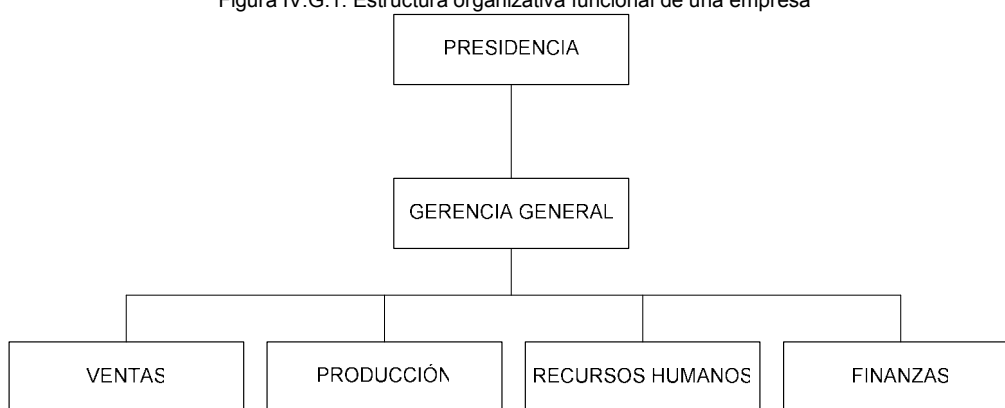 Figura IV.G.1. Estructura organizativa funcional de una empresa
PRESIDENCIA
GERENCIA GENERAL
VENTAS
PRODUCCIÓN
RECURSOS HUMANOS
FINANZAS